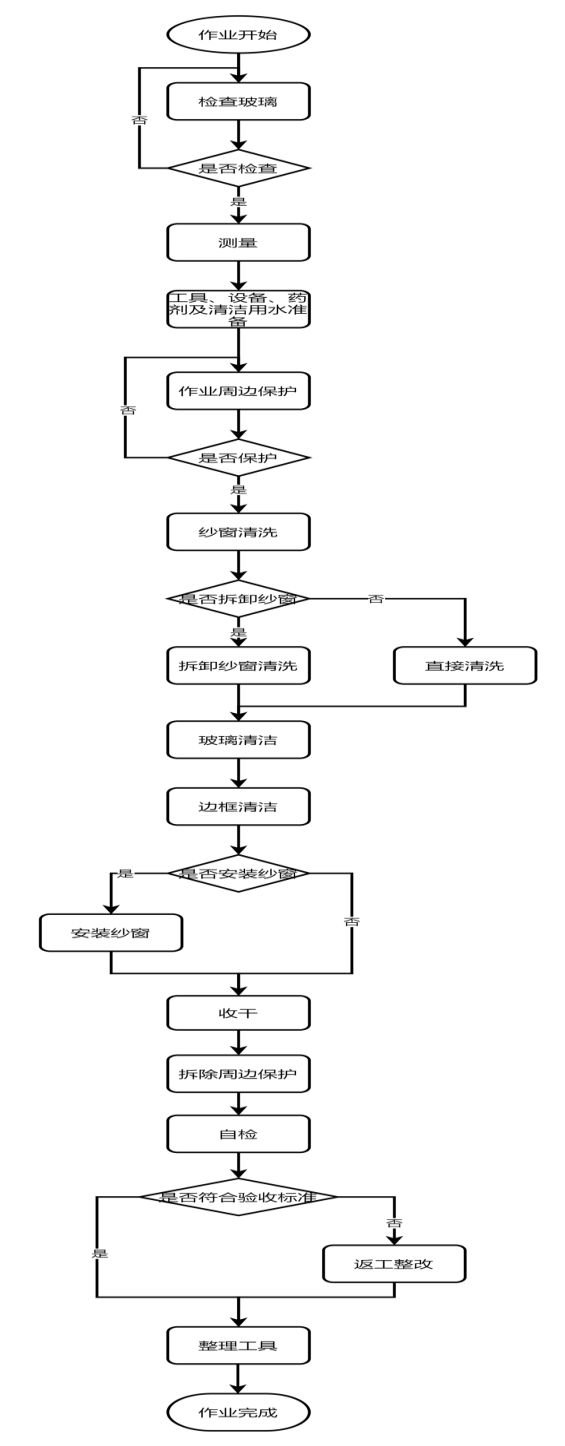 作业开始
检查玻璃
否
是否检查
是
测量
工具、设备、药
剂及清洁用水准
备
作业周边保护
否
是否保护
是
纱窗清洗
是否拆卸纱窗
否
是
拆卸纱窗清洗
直接清洗
玻璃清洁
边框清洁
是
是否安装纱窗
否
安装纱窗
收干
拆除周边保护
自检
是否符合验收标准
否
是
返工整改
整理工具
作业完成